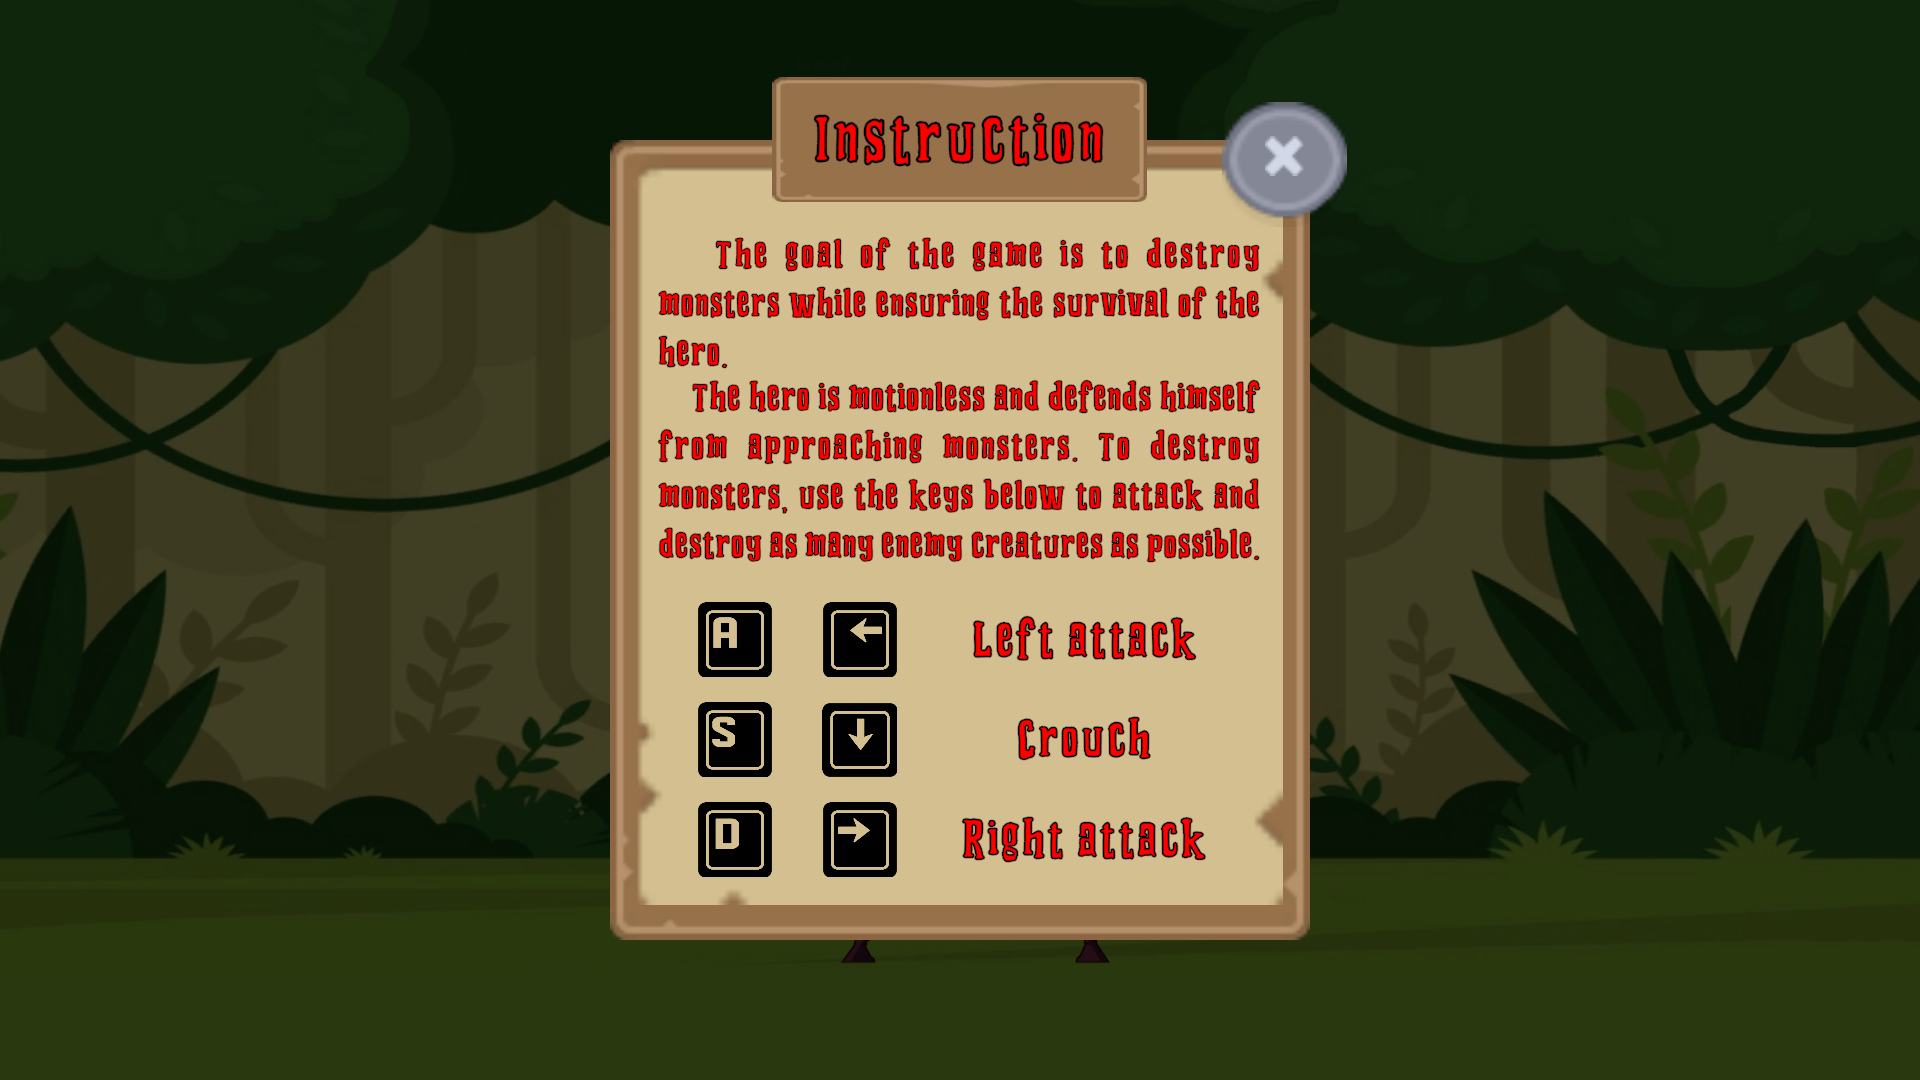 Instruction
The goal of the game is to destroy
monsters while ensuring the survival of the
hero.
The hero is motionless and defends himself
from approaching monsters. To destroy
monsters, use the keys below to attack and
destroy as many enemy creatures as possible.
A ← Left attack
S ↓ Crouch
D → Right attack